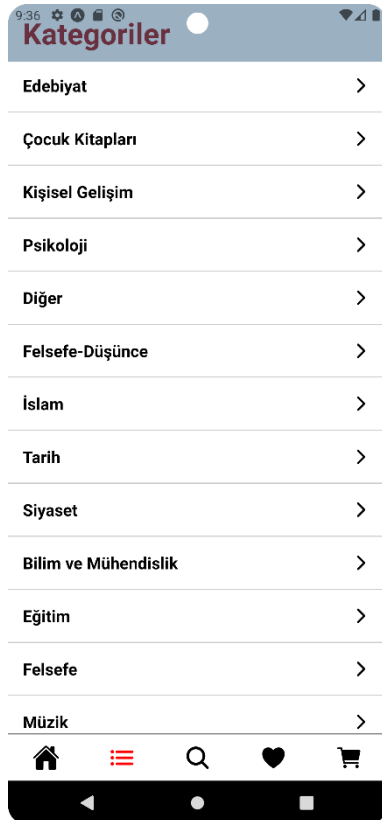 9:36
Kategoriler
Edebiyat
Çocuk Kitapları
Kişisel Gelişim
Psikoloji
Diğer
Felsefe-Düşünce
İslam
Tarih
Siyaset
Bilim ve Mühendislik
Eğitim
Felsefe
Müzik